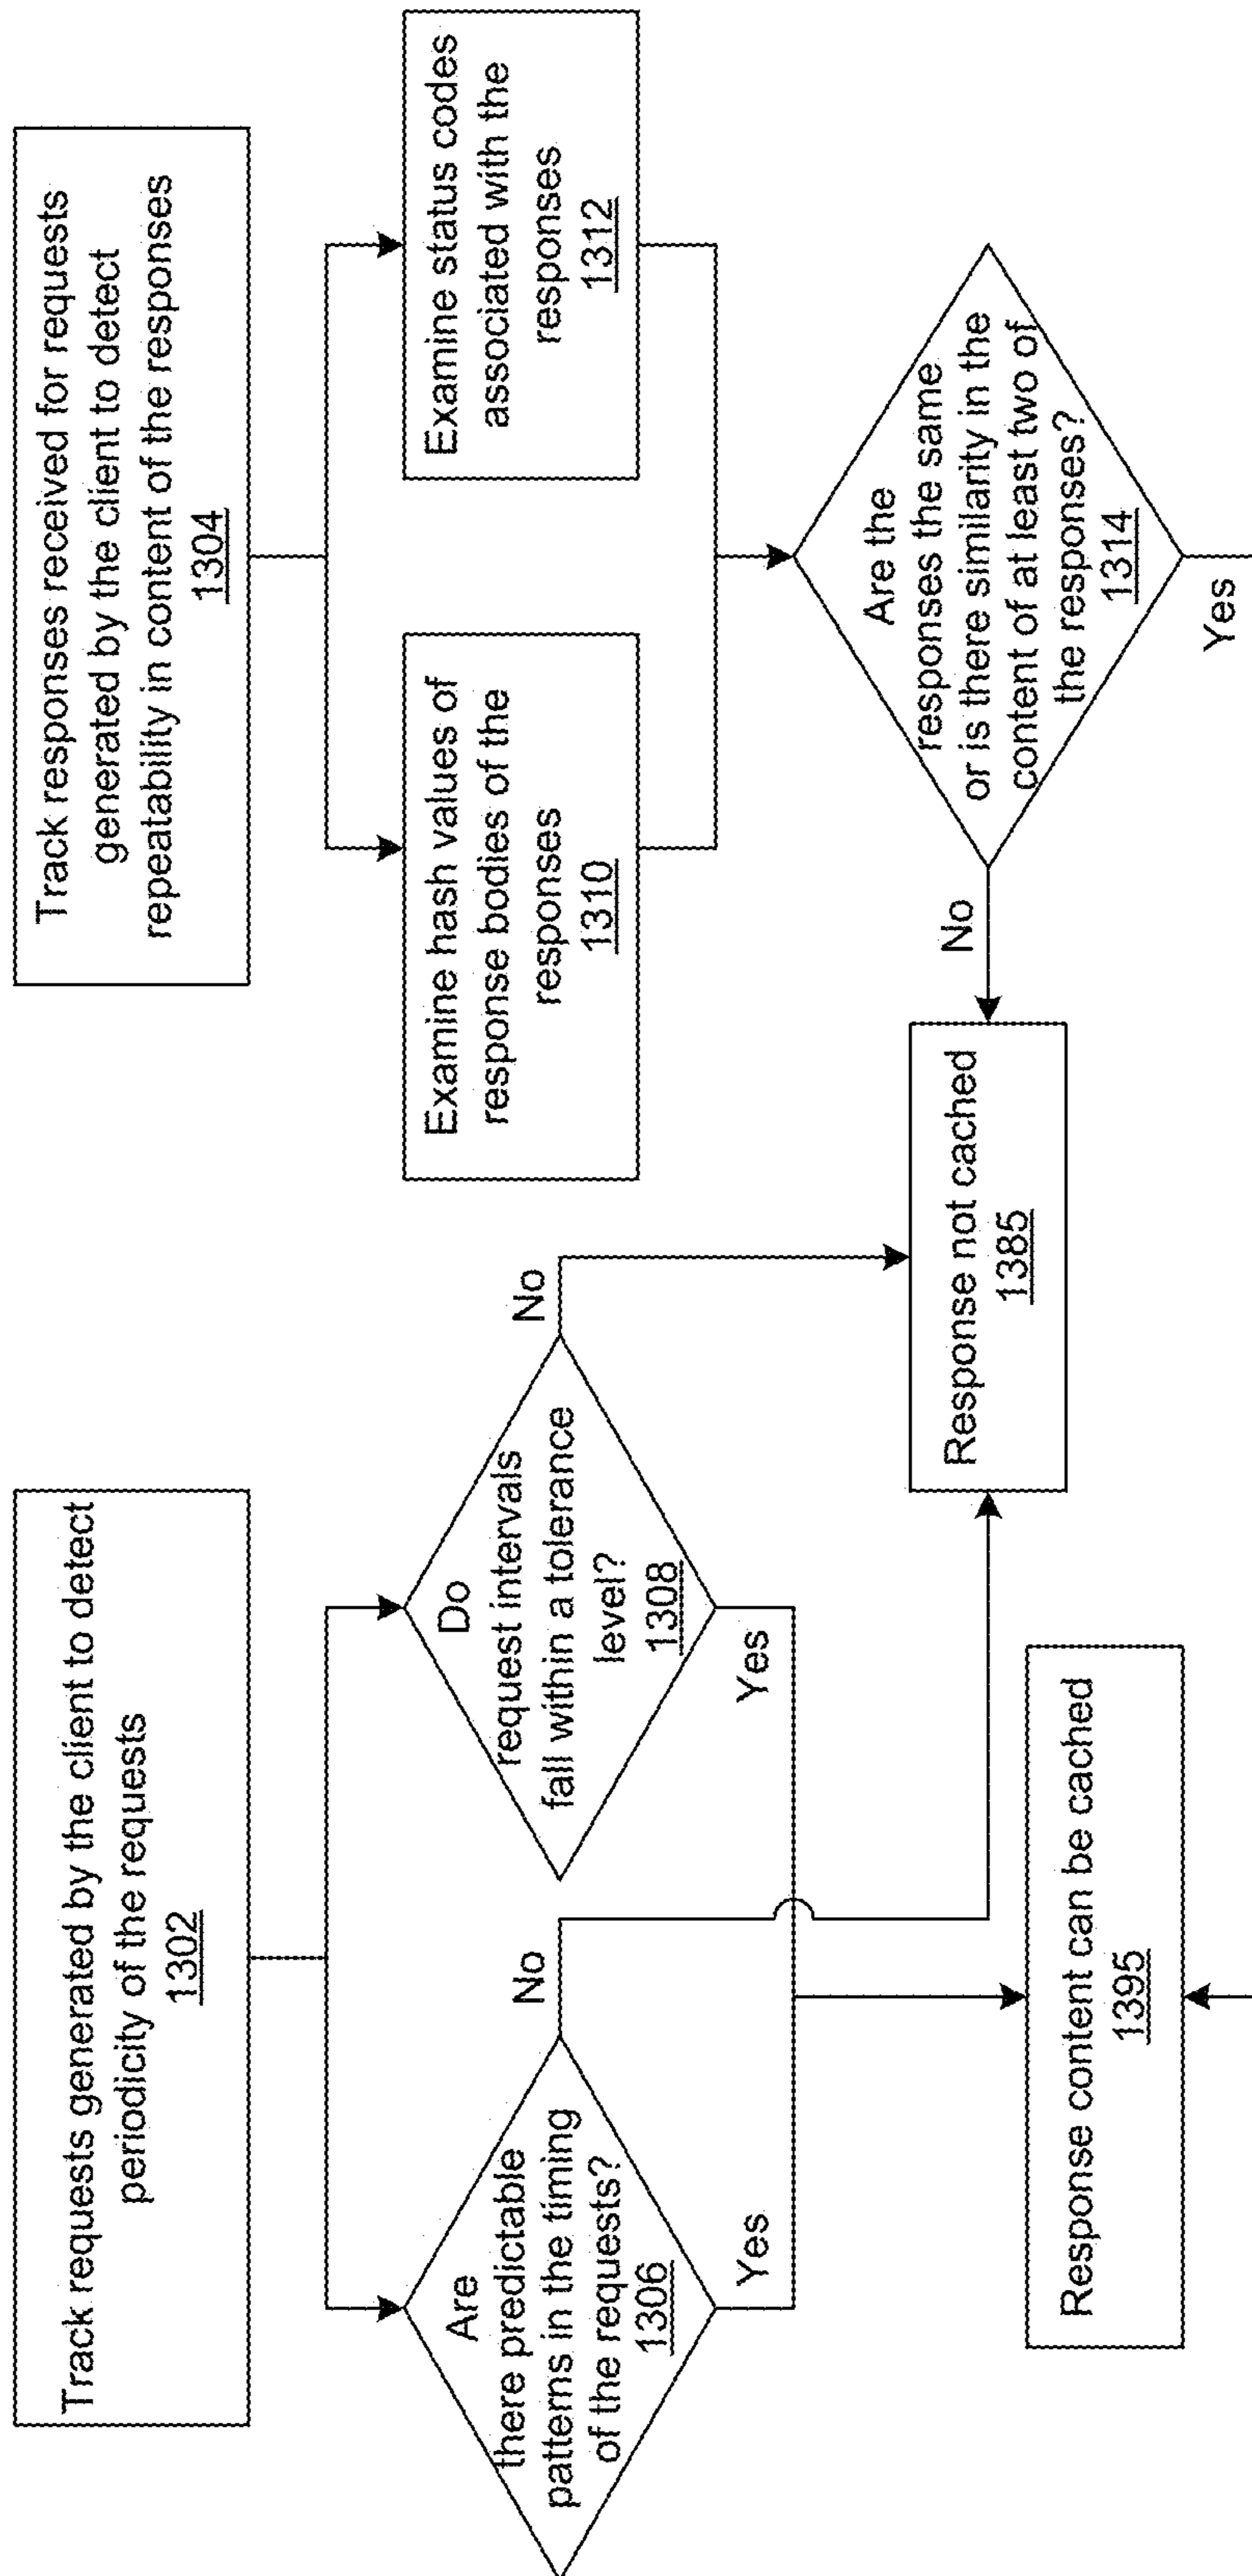 Track requests generated by the client to detect
periodicity of the requests
1302
Track responses received for requests
generated by the client to detect
repeatability in content of the responses
1304
Are
there predictable
patterns in the timing
of the requests?
1306
No
Yes
Do
request intervals
fall within a tolerance
level?
1308
No
Yes
Examine hash values of
response bodies of the
responses
1310
Examine status codes
associated with the
responses
1312
Are the
responses the same
or is there similarity in the
content of at least two of
the responses?
1314
No
Yes
Response not cached
1385
Response content can be cached
1395